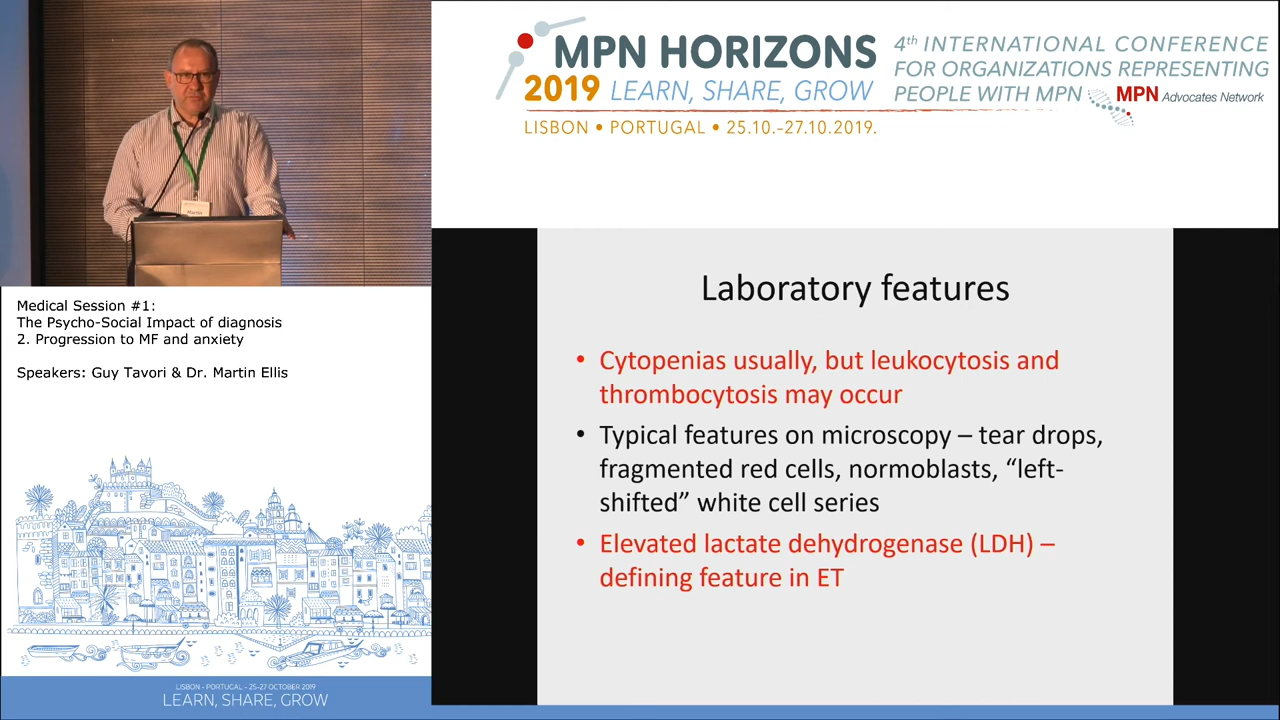 MPN HORIZONS
2019 LEARN, SHARE, GROW
4th INTERNATIONAL CONFERENCE
FOR ORGANIZATIONS REPRESENTING
PEOPLE WITH MPN
MPN Advocates Network
LISBON • PORTUGAL • 25.10.-27.10.2019.
Martin
Medical Session #1:
The Psycho-Social Impact of diagnosis
2. Progression to MF and anxiety
Speakers: Guy Tavori & Dr. Martin Ellis
Laboratory features
• Cytopenias usually, but leukocytosis and
thrombocytosis may occur
• Typical features on microscopy – tear drops,
fragmented red cells, normoblasts, “left-
shifted” white cell series
• Elevated lactate dehydrogenase (LDH) –
defining feature in ET
LISBON - PORTUGAL - 25-27 OCTOBER 2019
LEARN, SHARE, GROW